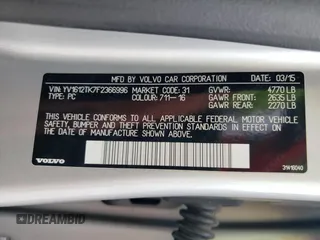 MFD. BY VOLVO CAR CORPORATION DATE: 03/15
VIN: YV1612TK7F2366996 MARKET CODE: 31 GVWR: 4770 LB
TYPE: PC COLOUR: 711-16 GAWR FRONT: 2635 LB
GAWR REAR: 2270 LB
THIS VEHICLE CONFORMS TO ALL APPLICABLE FEDERAL MOTOR VEHICLE
SAFETY, BUMPER AND THEFT PREVENTION STANDARDS IN EFFECT ON THE
DATE OF MANUFACTURE SHOWN ABOVE.
VOLVO
DREAMBID